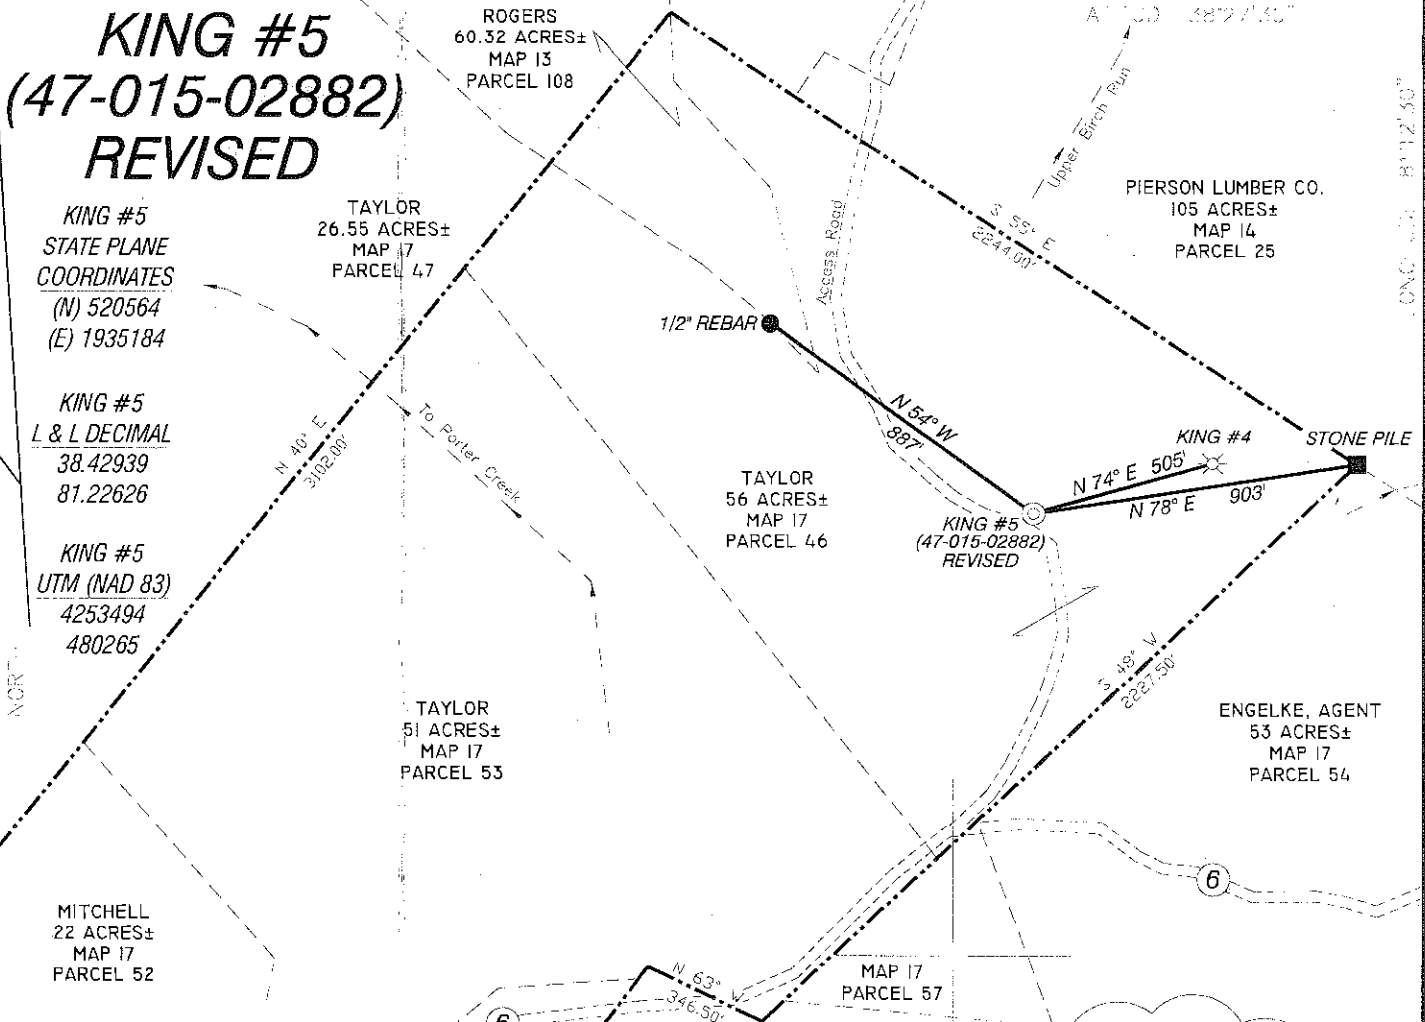 KING #5
(47-015-02882)
REVISED
KING #5
STATE PLANE
COORDINATES
(N) 520564
(E) 1935184
KING #5
L & L DECIMAL
38.42939
81.22626
KING #5
UTM (NAD 83)
4253494
480265
ROGERS
60.32 ACRES±
MAP 13
PARCEL 108
TAYLOR
26.55 ACRES±
MAP 17
PARCEL 47
Upper Birch Run
Access Road
PIERSON LUMBER CO.
105 ACRES±
MAP 14
PARCEL 25
S 55° E
2244.00'
1/2" REBAR
N 54° W
887'
KING #4
STONE PILE
N 74° E 505'
N 78° E 903'
KING #5
(47-015-02882)
REVISED
N 40° E
3102.00'
To Porter Creek
TAYLOR
56 ACRES±
MAP 17
PARCEL 46
S 49° W
2227.50'
TAYLOR
51 ACRES±
MAP 17
PARCEL 53
ENGELKE, AGENT
53 ACRES±
MAP 17
PARCEL 54
6
MITCHELL
22 ACRES±
MAP 17
PARCEL 52
N 63° W
346.50'
MAP 17
PARCEL 57
6